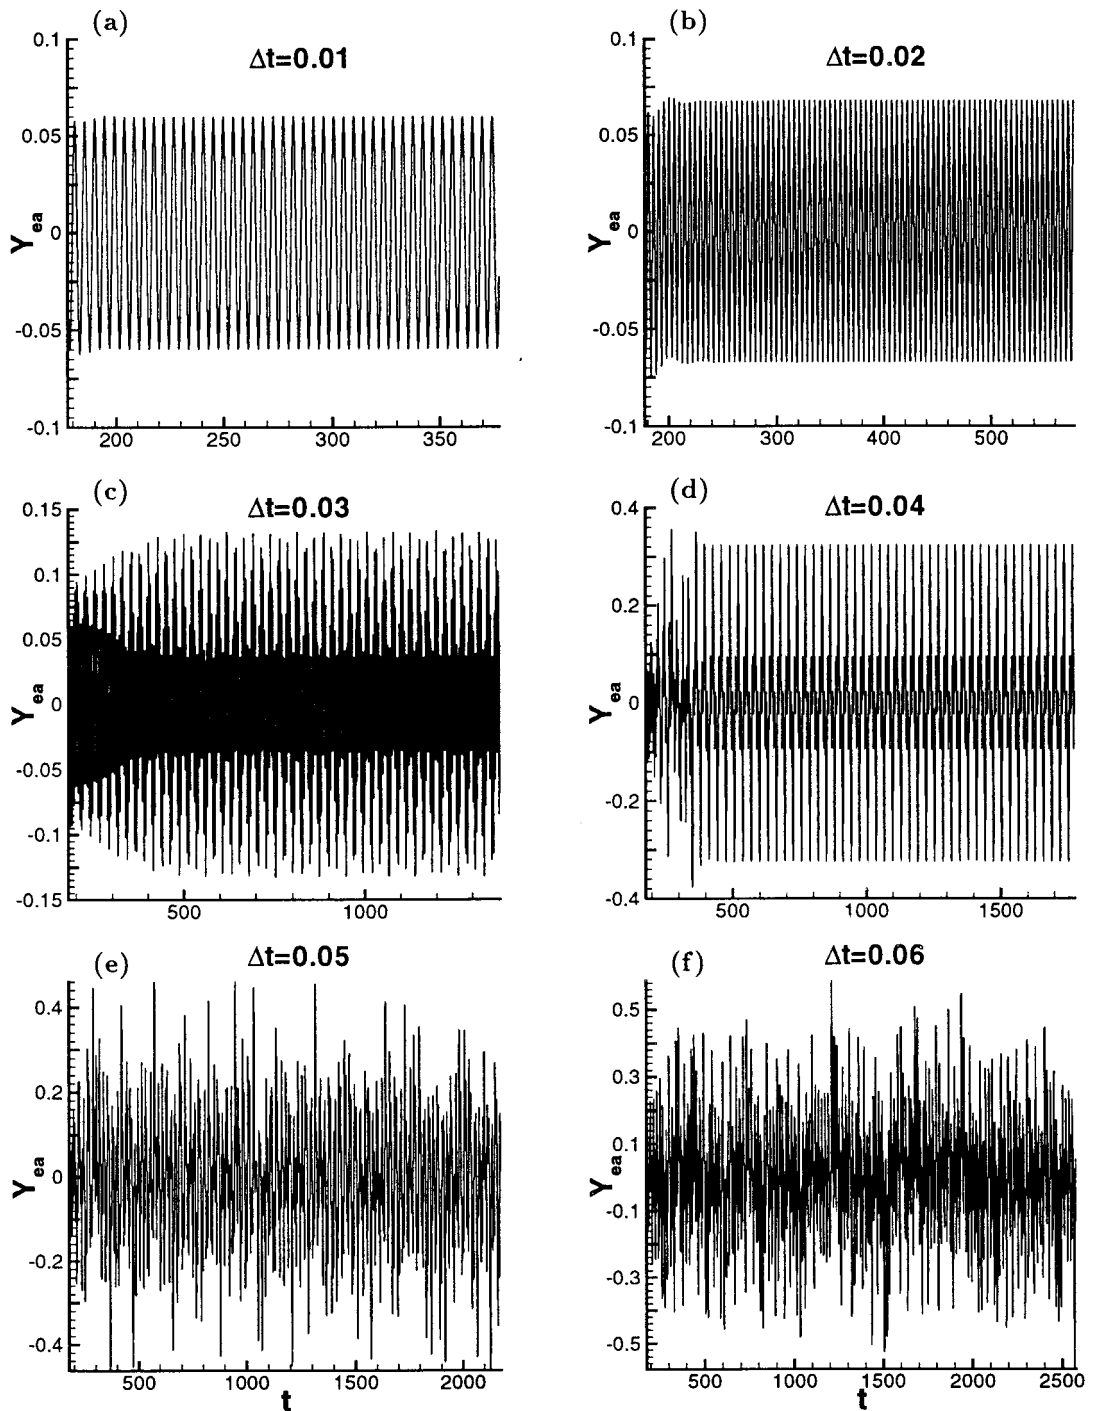 (a)
Δt=0.01
0.1
0.05
0
-0.05
-0.1
Y_ea
200 250 300 350
(b)
Δt=0.02
0.1
0.05
0
-0.05
-0.1
Y_ea
200 300 400 500
(c)
Δt=0.03
0.15
0.1
0.05
0
-0.05
-0.1
-0.15
Y_ea
500 1000
(d)
Δt=0.04
0.4
0.2
0
-0.2
-0.4
Y_ea
500 1000 1500
(e)
Δt=0.05
0.4
0.2
0
-0.2
-0.4
Y_ea
500 1000 1500 2000
t
(f)
Δt=0.06
0.5
0.3
0.1
-0.1
-0.3
-0.5
Y_ea
500 1000 1500 2000 2500
t